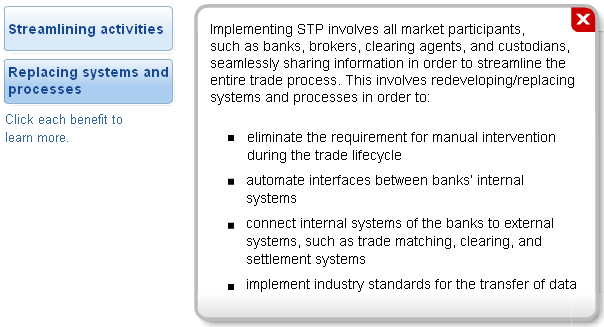 Streamlining activities
Replacing systems and
processes
Click each benefit to
learn more.
Implementing STP involves all market participants,
such as banks, brokers, clearing agents, and custodians,
seamlessly sharing information in order to streamline the
entire trade process. This involves redeveloping/replacing
systems and processes in order to:
▪ eliminate the requirement for manual intervention
during the trade lifecycle
▪ automate interfaces between banks' internal
systems
▪ connect internal systems of the banks to external
systems, such as trade matching, clearing, and
settlement systems
▪ implement industry standards for the transfer of data